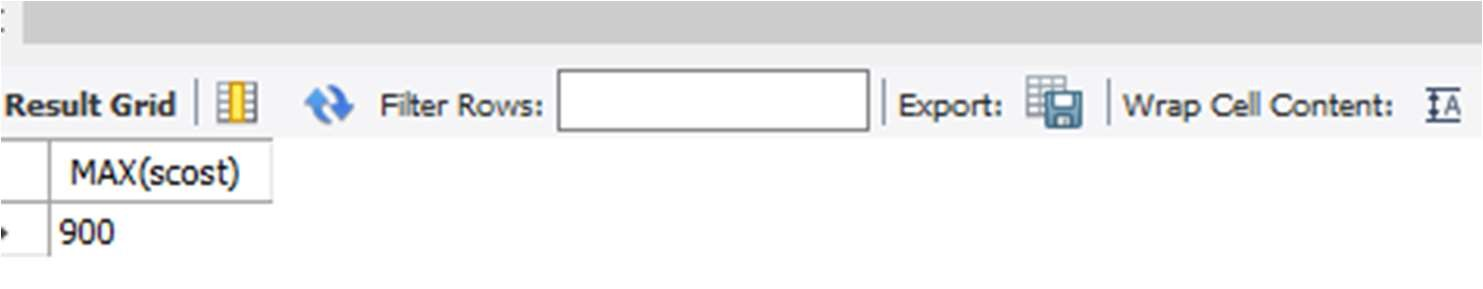 Result Grid Filter Rows: Export: Wrap Cell Content: A
MAX(scost)
900